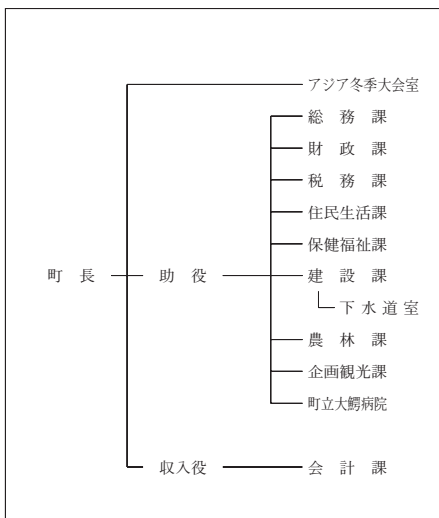 アジア冬季大会室
総務課
財政課
税務課
住民生活課
保健福祉課
町長 助役 建設課
下水道室
農林課
企画観光課
町立大鰐病院
収入役 会計課